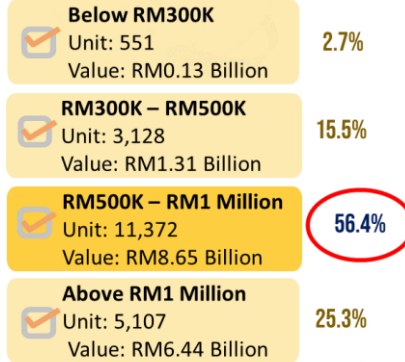 Below RM300K
Unit: 551
2.7%
Value: RM0.13 Billion
RM300K – RM500K
Unit: 3,128
15.5%
Value: RM1.31 Billion
RM500K – RM1 Million
Unit: 11,372
56.4%
Value: RM8.65 Billion
Above RM1 Million
Unit: 5,107
25.3%
Value: RM6.44 Billion